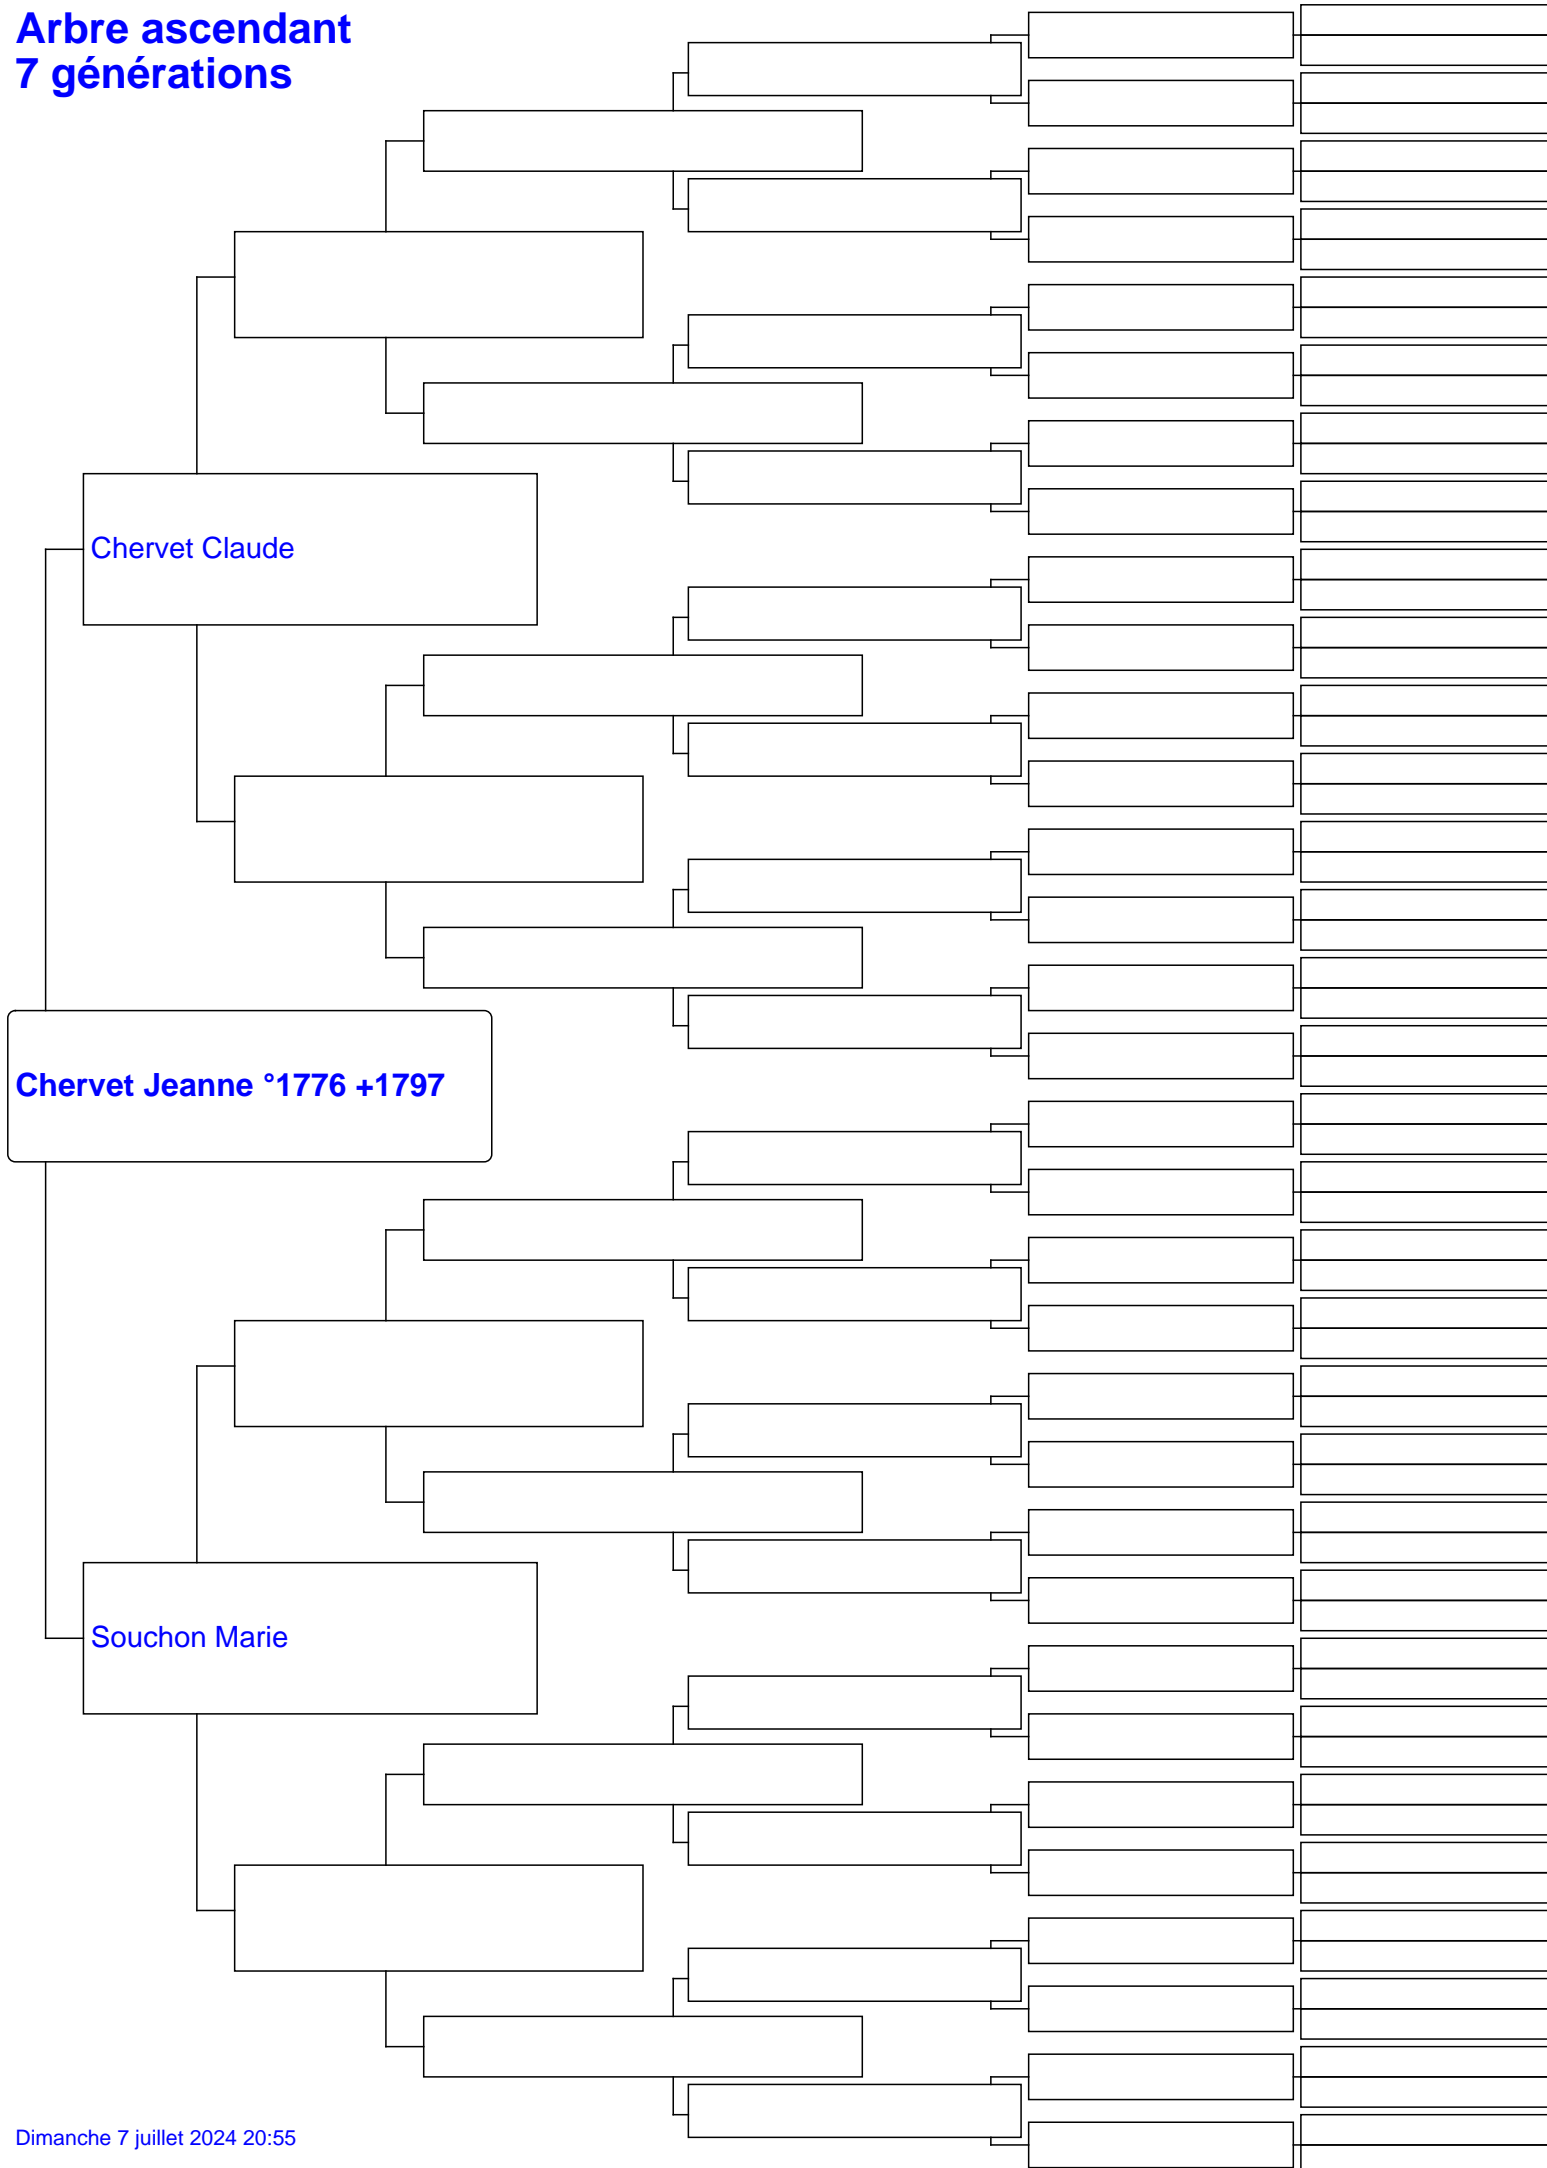 Arbre ascendant
7 générations
Chervet Claude
Chervet Jeanne °1776 +1797
Souchon Marie
Dimanche 7 juillet 2024 20:55